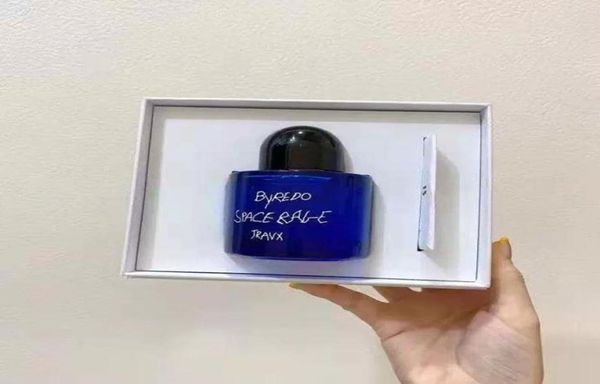 BYREDO
SPACE RAGE
TRAVX